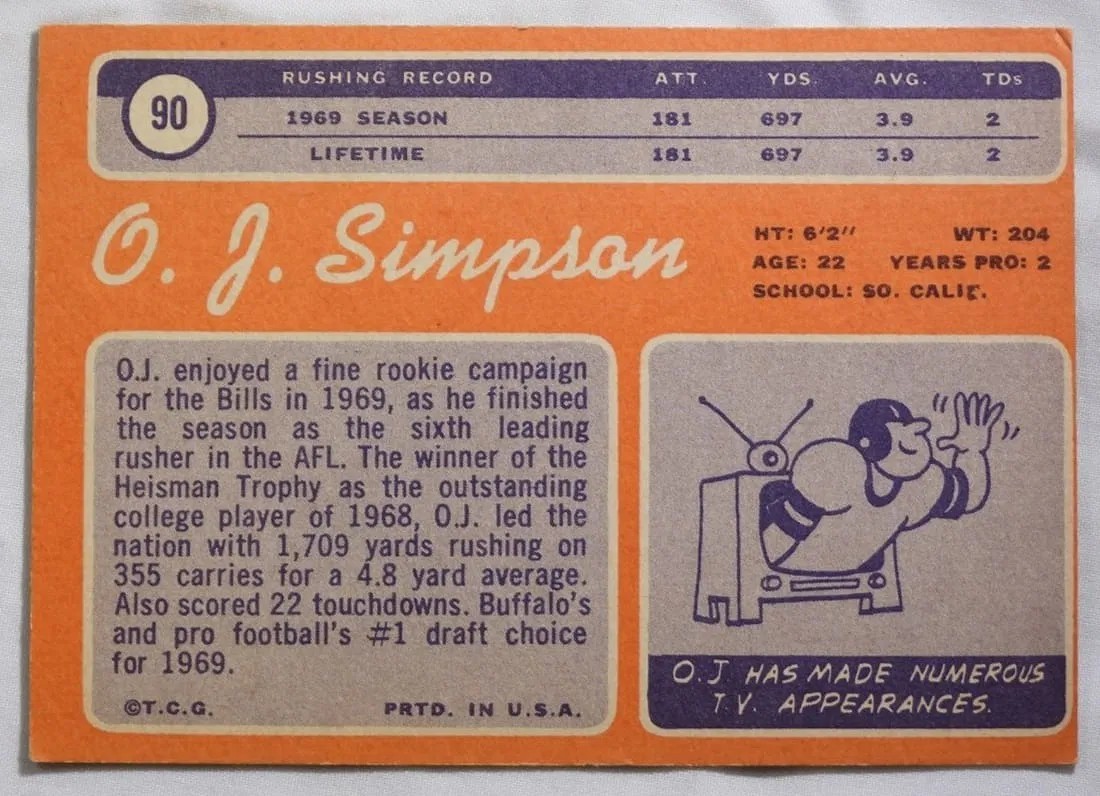 90
RUSHING RECORD ATT. YDS. AVG. TDs
1969 SEASON 181 697 3.9 2
LIFETIME 181 697 3.9 2
O. J. Simpson
HT: 6'2" WT: 204
AGE: 22 YEARS PRO: 2
SCHOOL: SO. CALIF.
O.J. enjoyed a fine rookie campaign
for the Bills in 1969, as he finished
the season as the sixth leading
rusher in the AFL. The winner of the
Heisman Trophy as the outstanding
college player of 1968, O.J. led the
nation with 1,709 yards rushing on
355 carries for a 4.8 yard average.
Also scored 22 touchdowns. Buffalo's
and pro football's #1 draft choice
for 1969.
©T.C.G. PRTD. IN U.S.A.
O.J HAS MADE NUMEROUS
T.V. APPEARANCES.